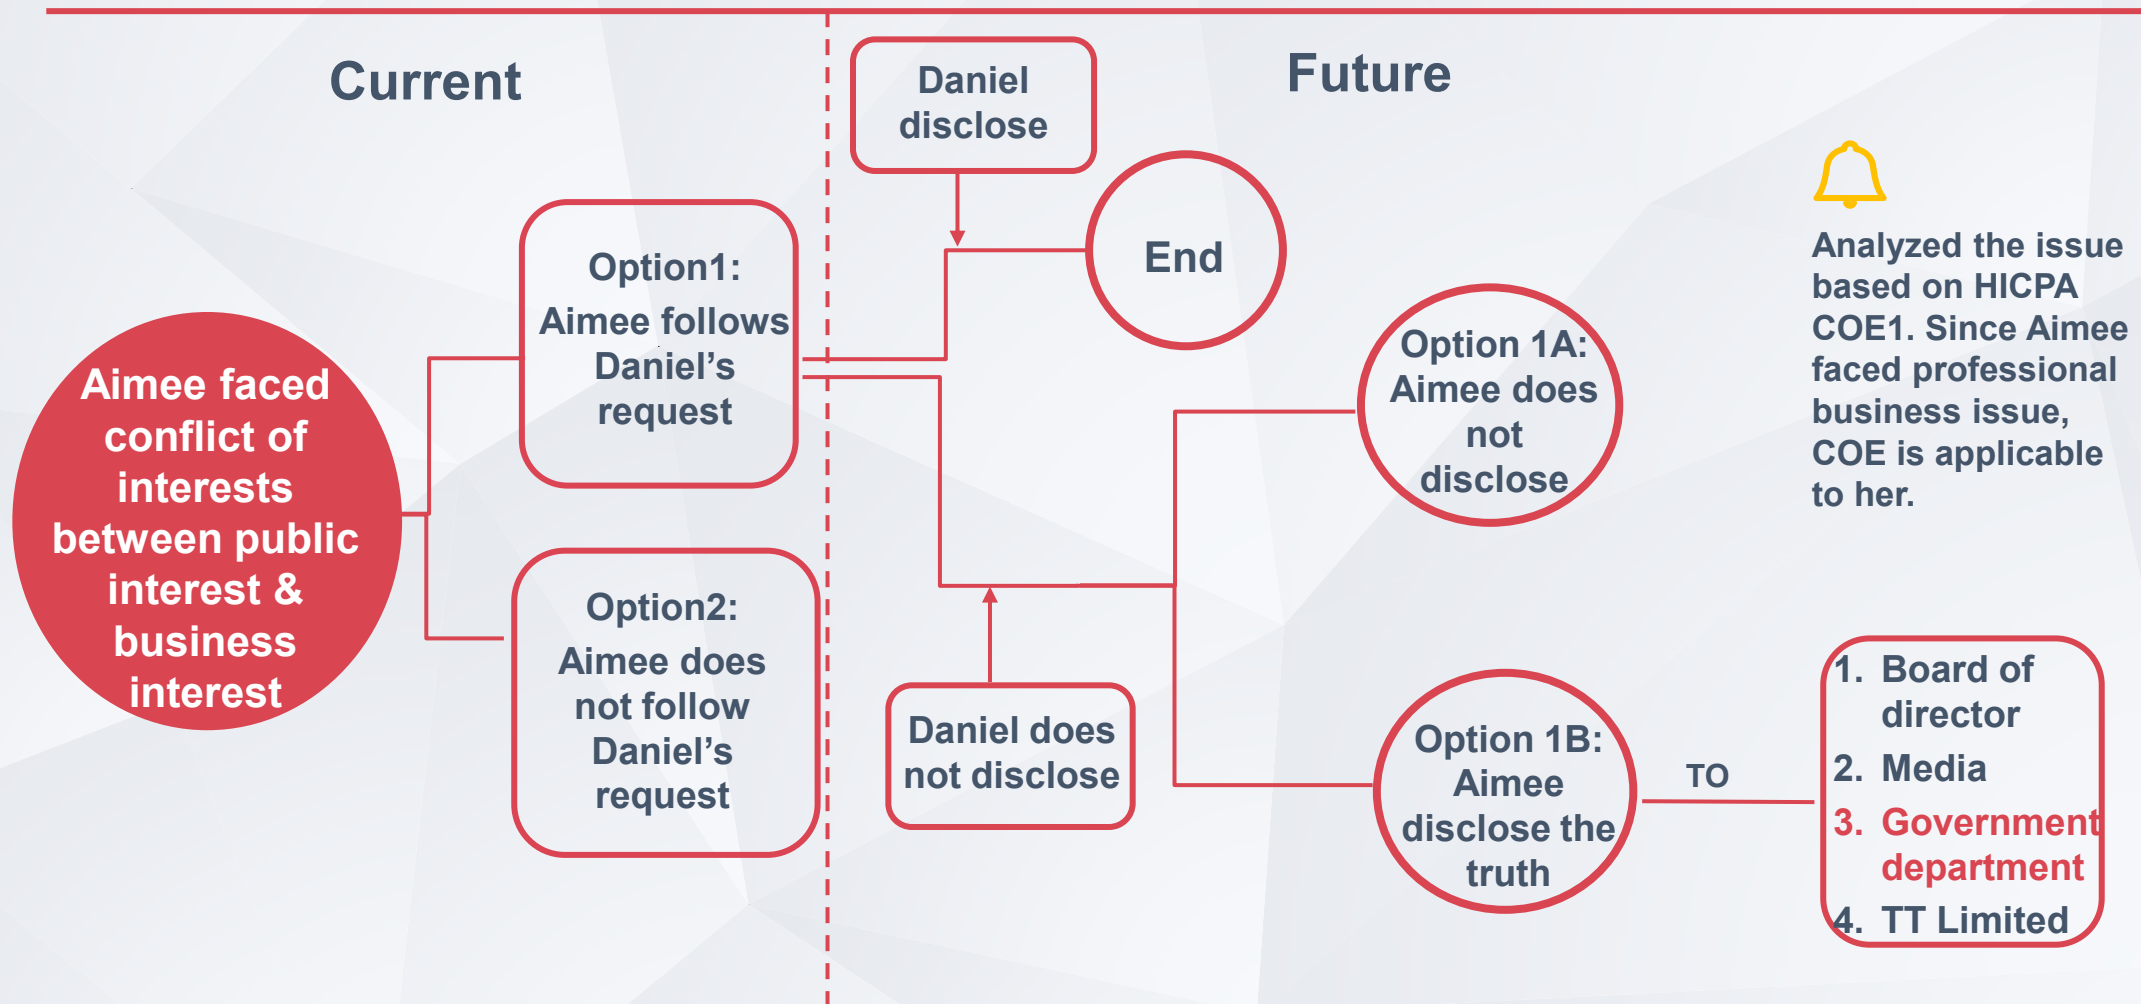 Current
Future
Aimee faced
conflict of
interests
between public
interest &
business
interest
Option1:
Aimee follows
Daniel’s
request
Option2:
Aimee does
not follow
Daniel’s
request
Daniel
disclose
End
Daniel does
not disclose
Option 1A:
Aimee does
not
disclose
Option 1B:
Aimee
disclose the
truth
TO
1. Board of
director
2. Media
3. Government
department
4. TT Limited
Analyzed the issue
based on HICPA
COE1. Since Aimee
faced professional
business issue,
COE is applicable
to her.